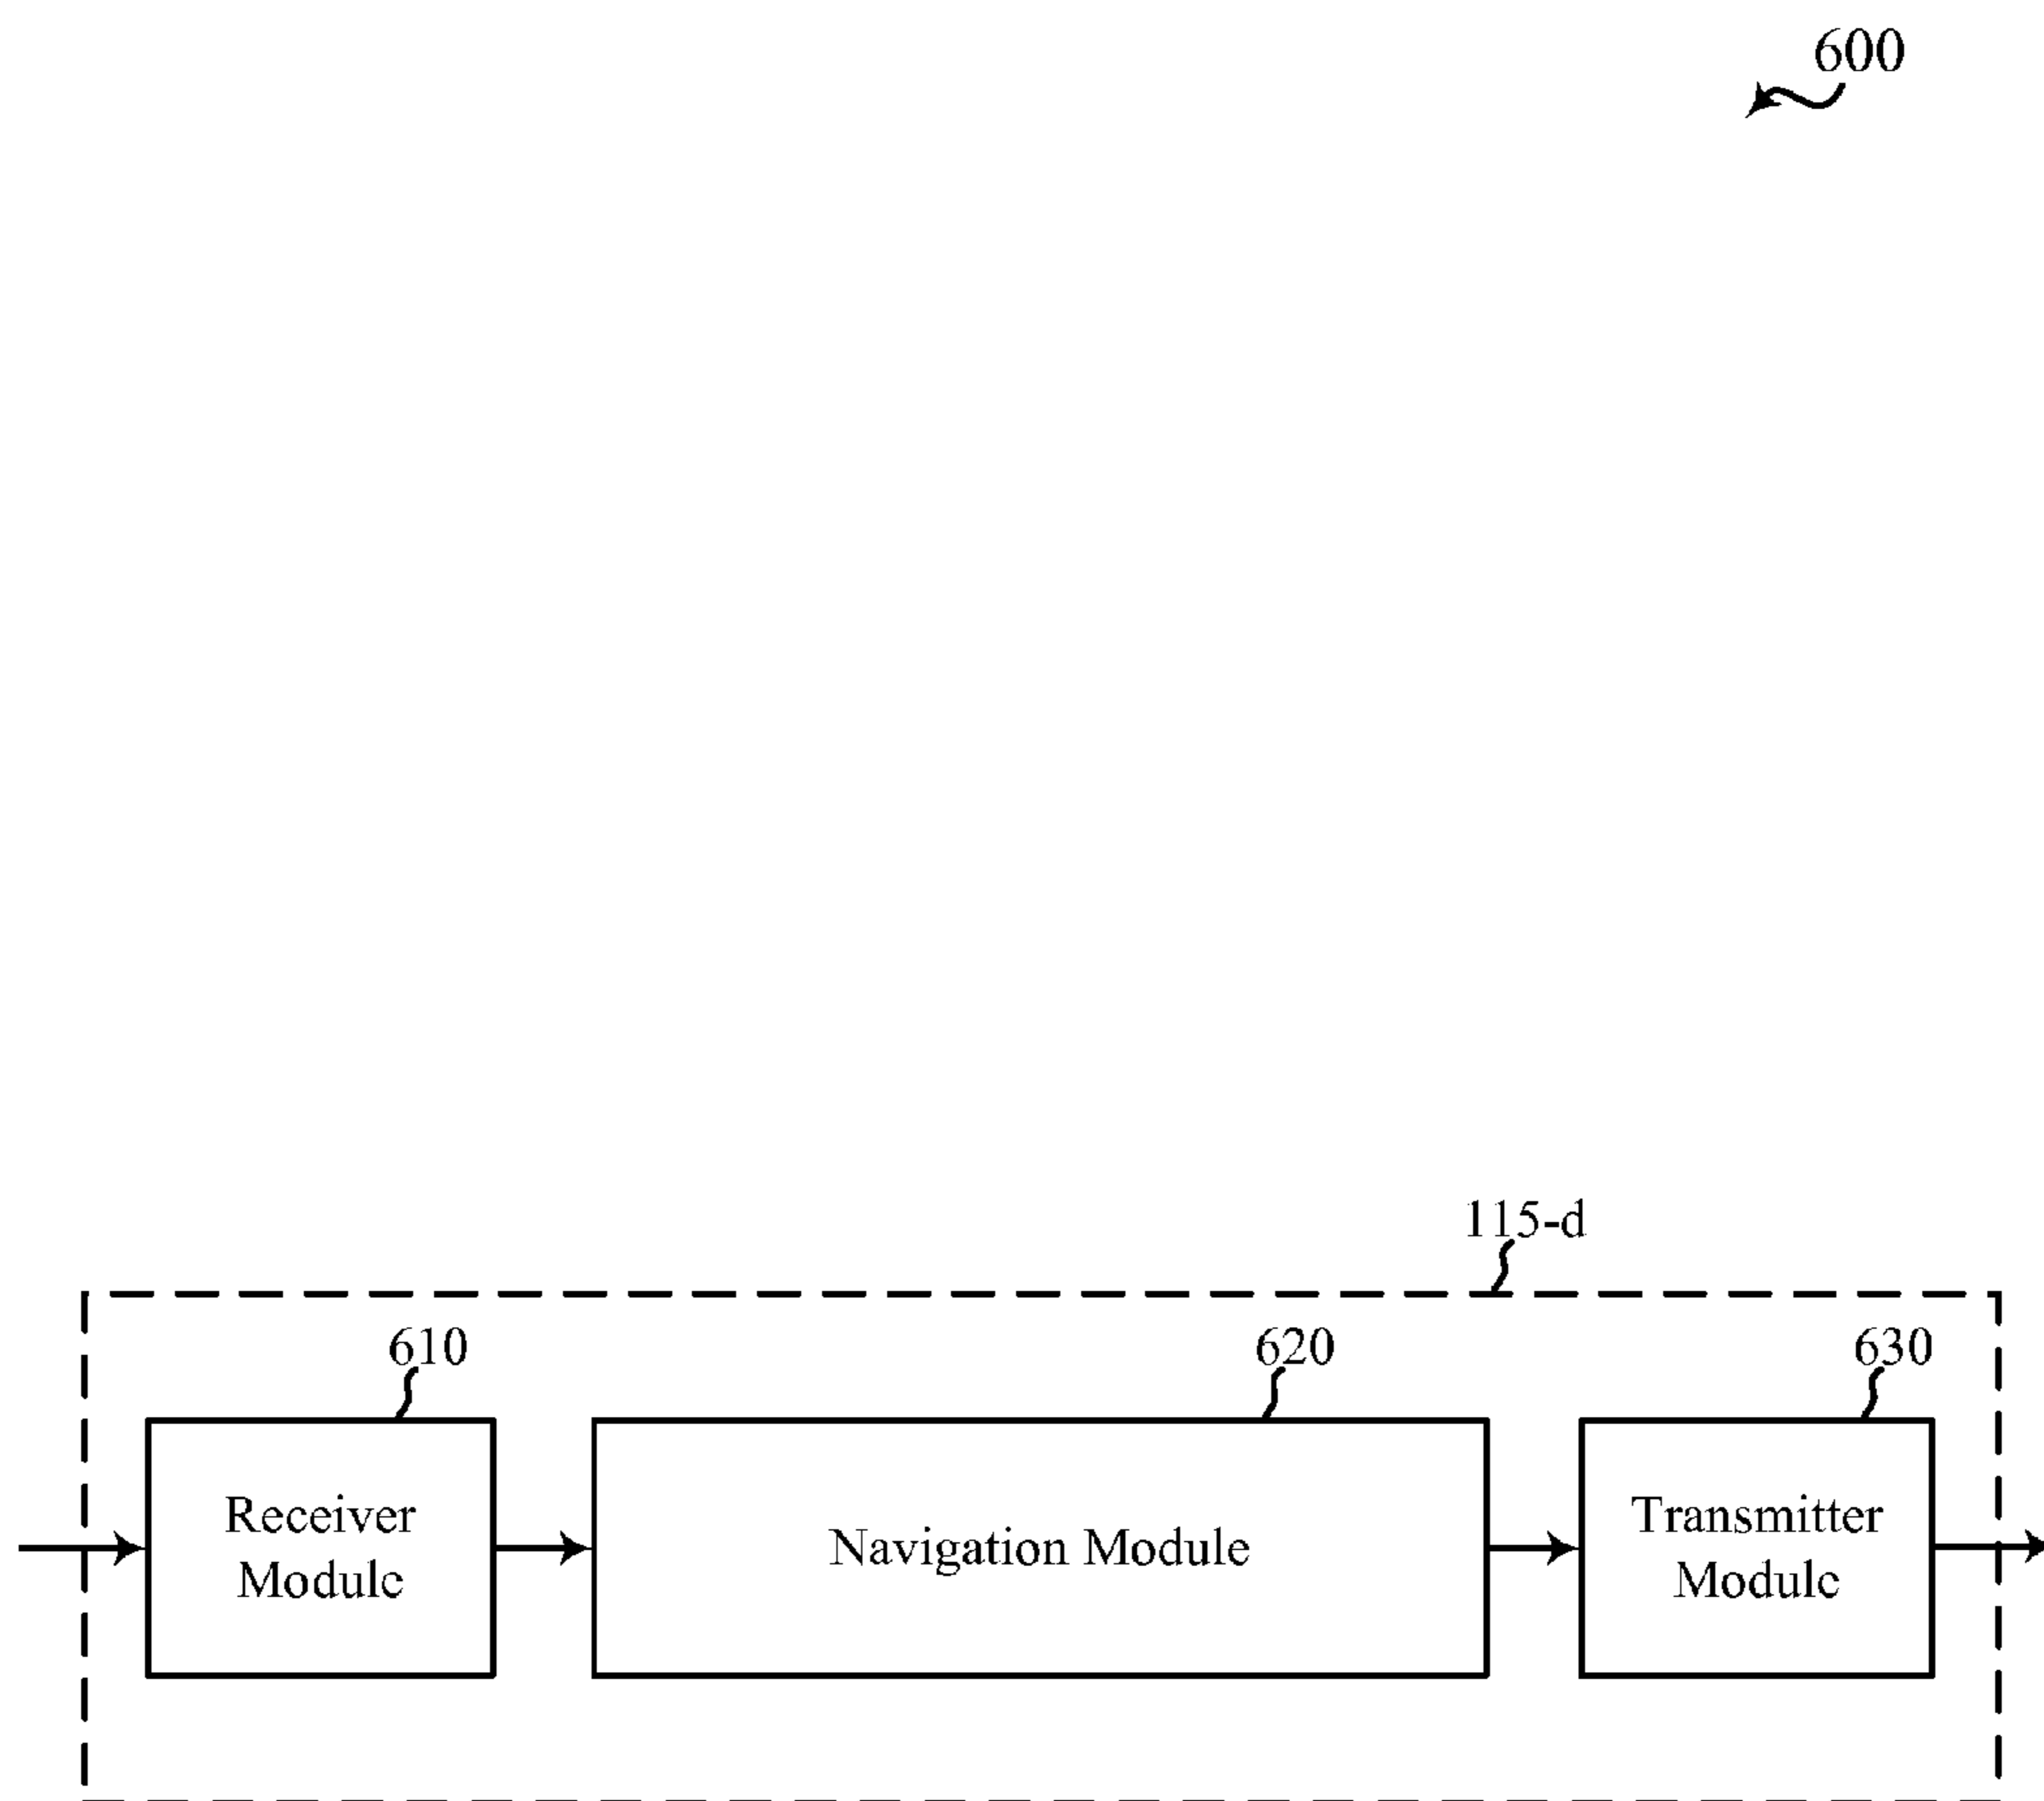 600
115-d
610
620
630
Receiver
Module
Navigation Module
Transmitter
Module